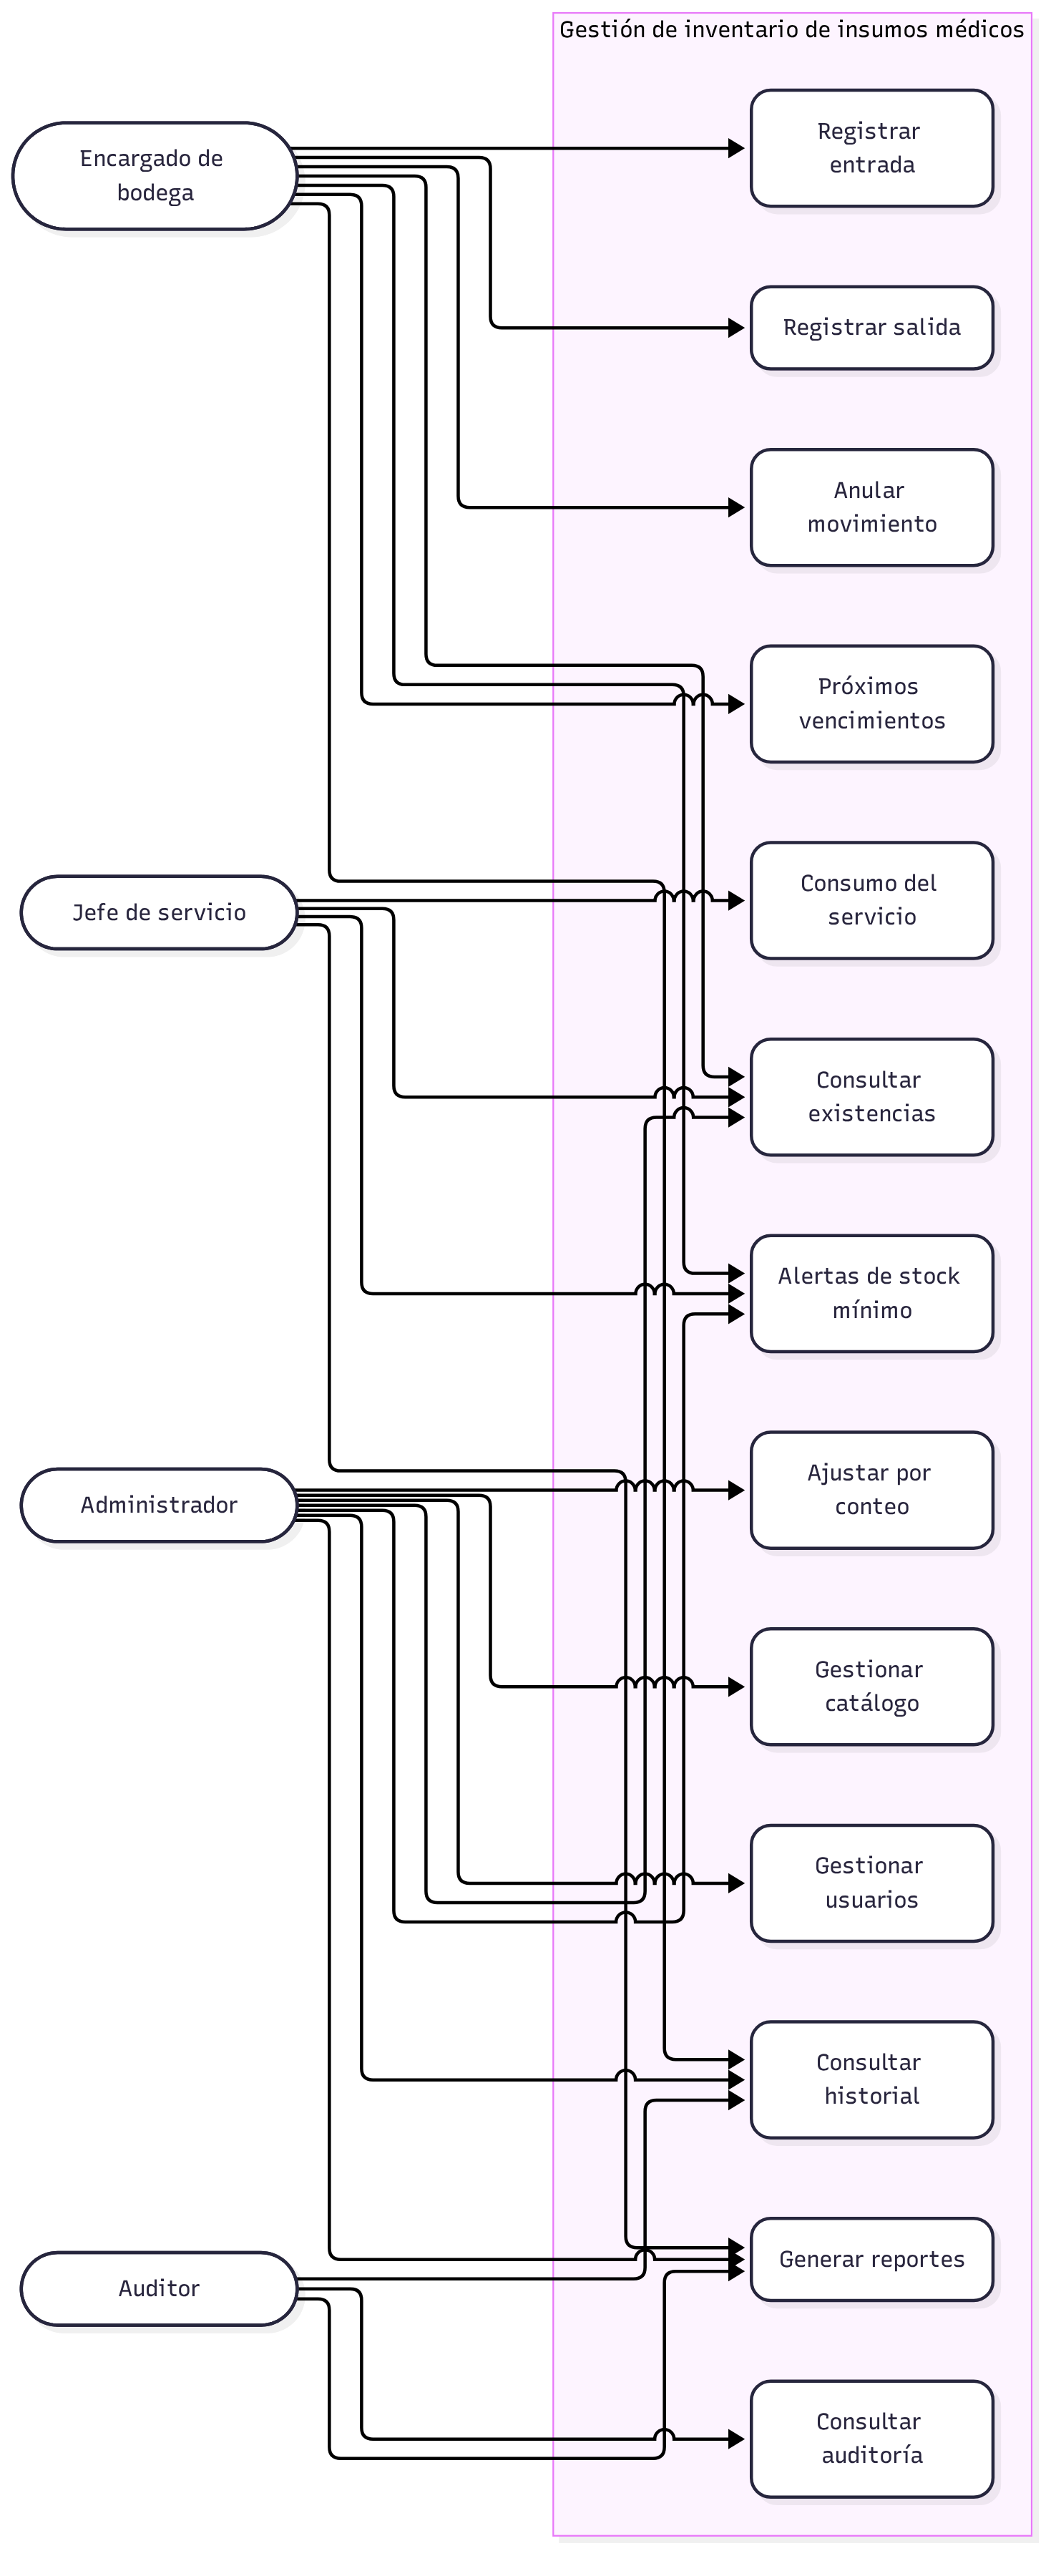 Gestión de inventario de insumos médicos
Registrar
entrada
Encargado de
bodega
Registrar salida
Anular
movimiento
Próximos
vencimientos
Consumo del
servicio
Jefe de servicio
Consultar
existencias
Alertas de stock
mínimo
Ajustar por
conteo
Administrador
Gestionar
catálogo
Gestionar
usuarios
Consultar
historial
Generar reportes
Auditor
Consultar
auditoría